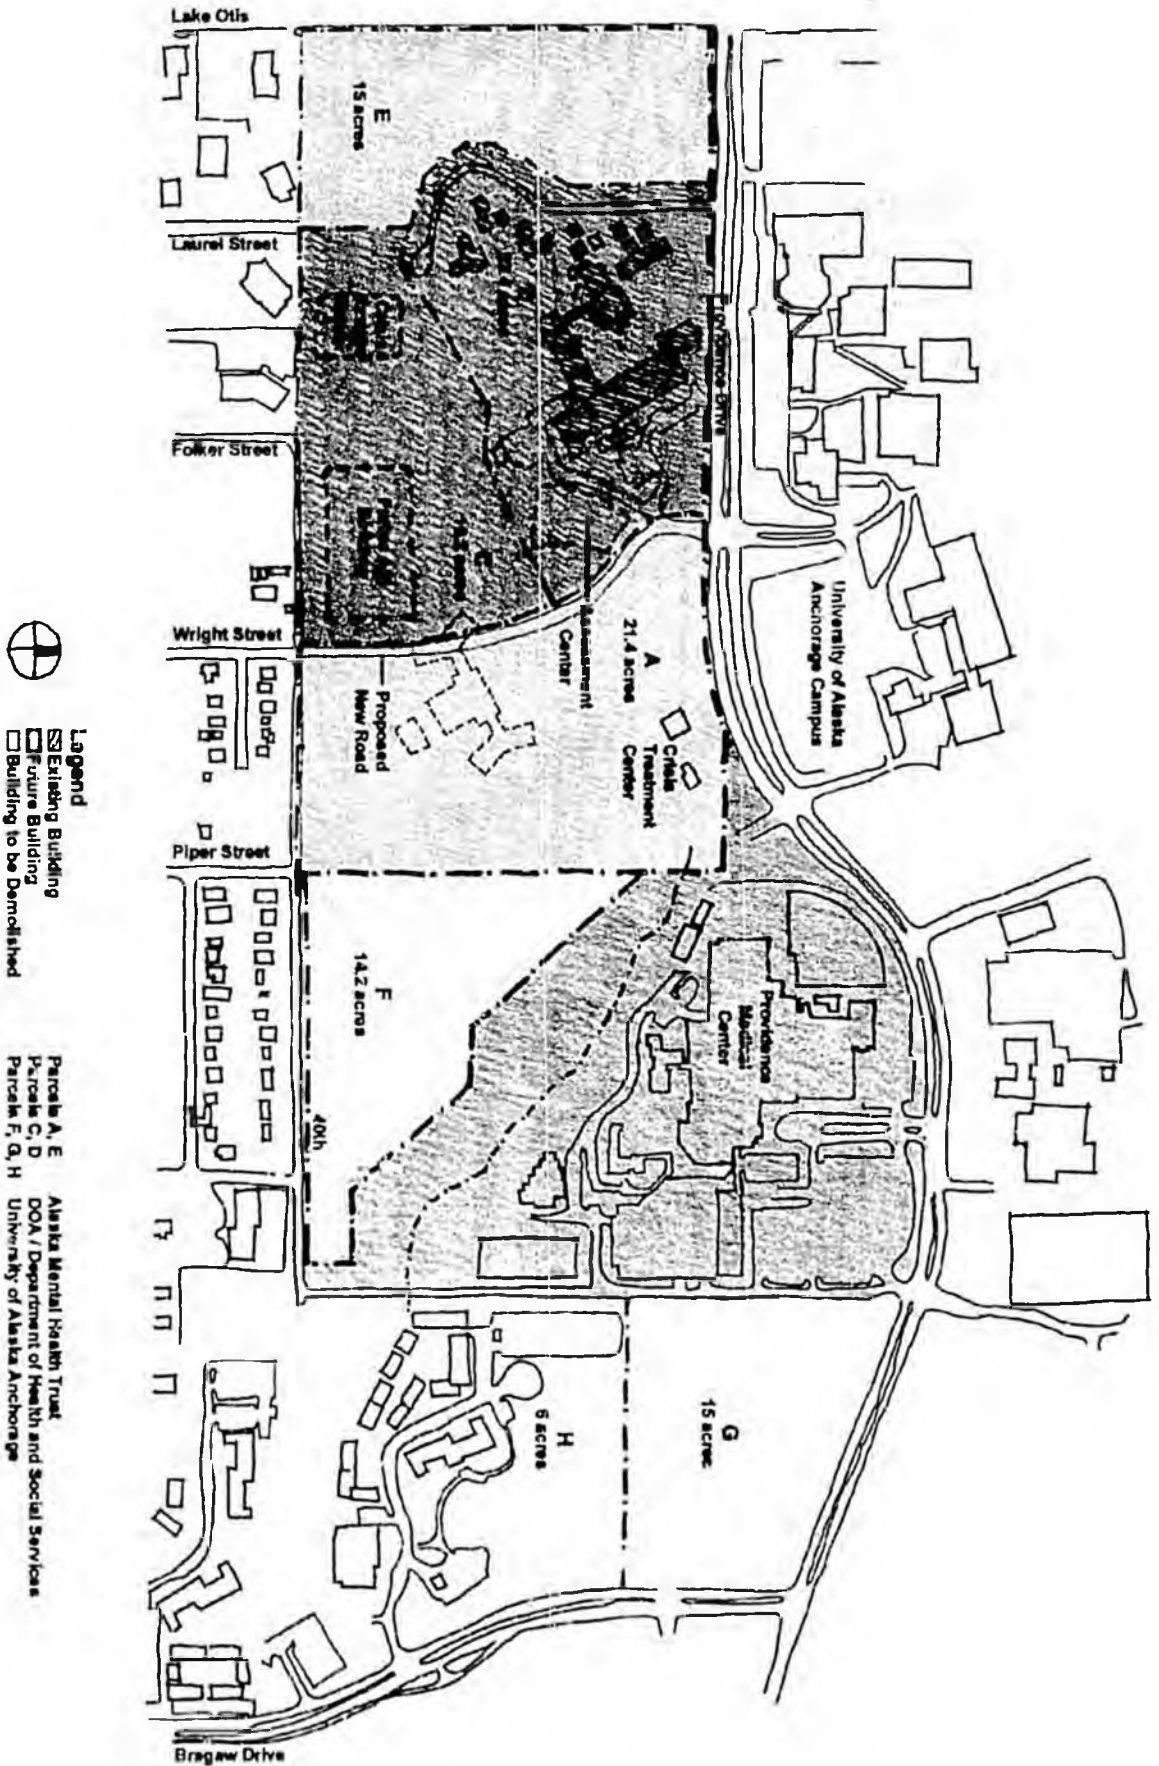 Lake Otis
Laurel Street
Folker Street
Wright Street
Piper Street
Bragaw Drive
E
15 acres
Providence Drive
University of Alaska
Anchorage Campus
A
21.4 acres
Assessment
Center
Crisis
Treatment
Center
Proposed
New Road
C
Providence
Medical
Center
F
14.2 acres
40th
G
15 acres
H
6 acres
Legend
Existing Building
Future Building
Building to be Demolished
Parcels A, E Alaska Mental Health Trust
Parcels C, D DOA / Department of Health and Social Services
Parcels F, G, H University of Alaska Anchorage